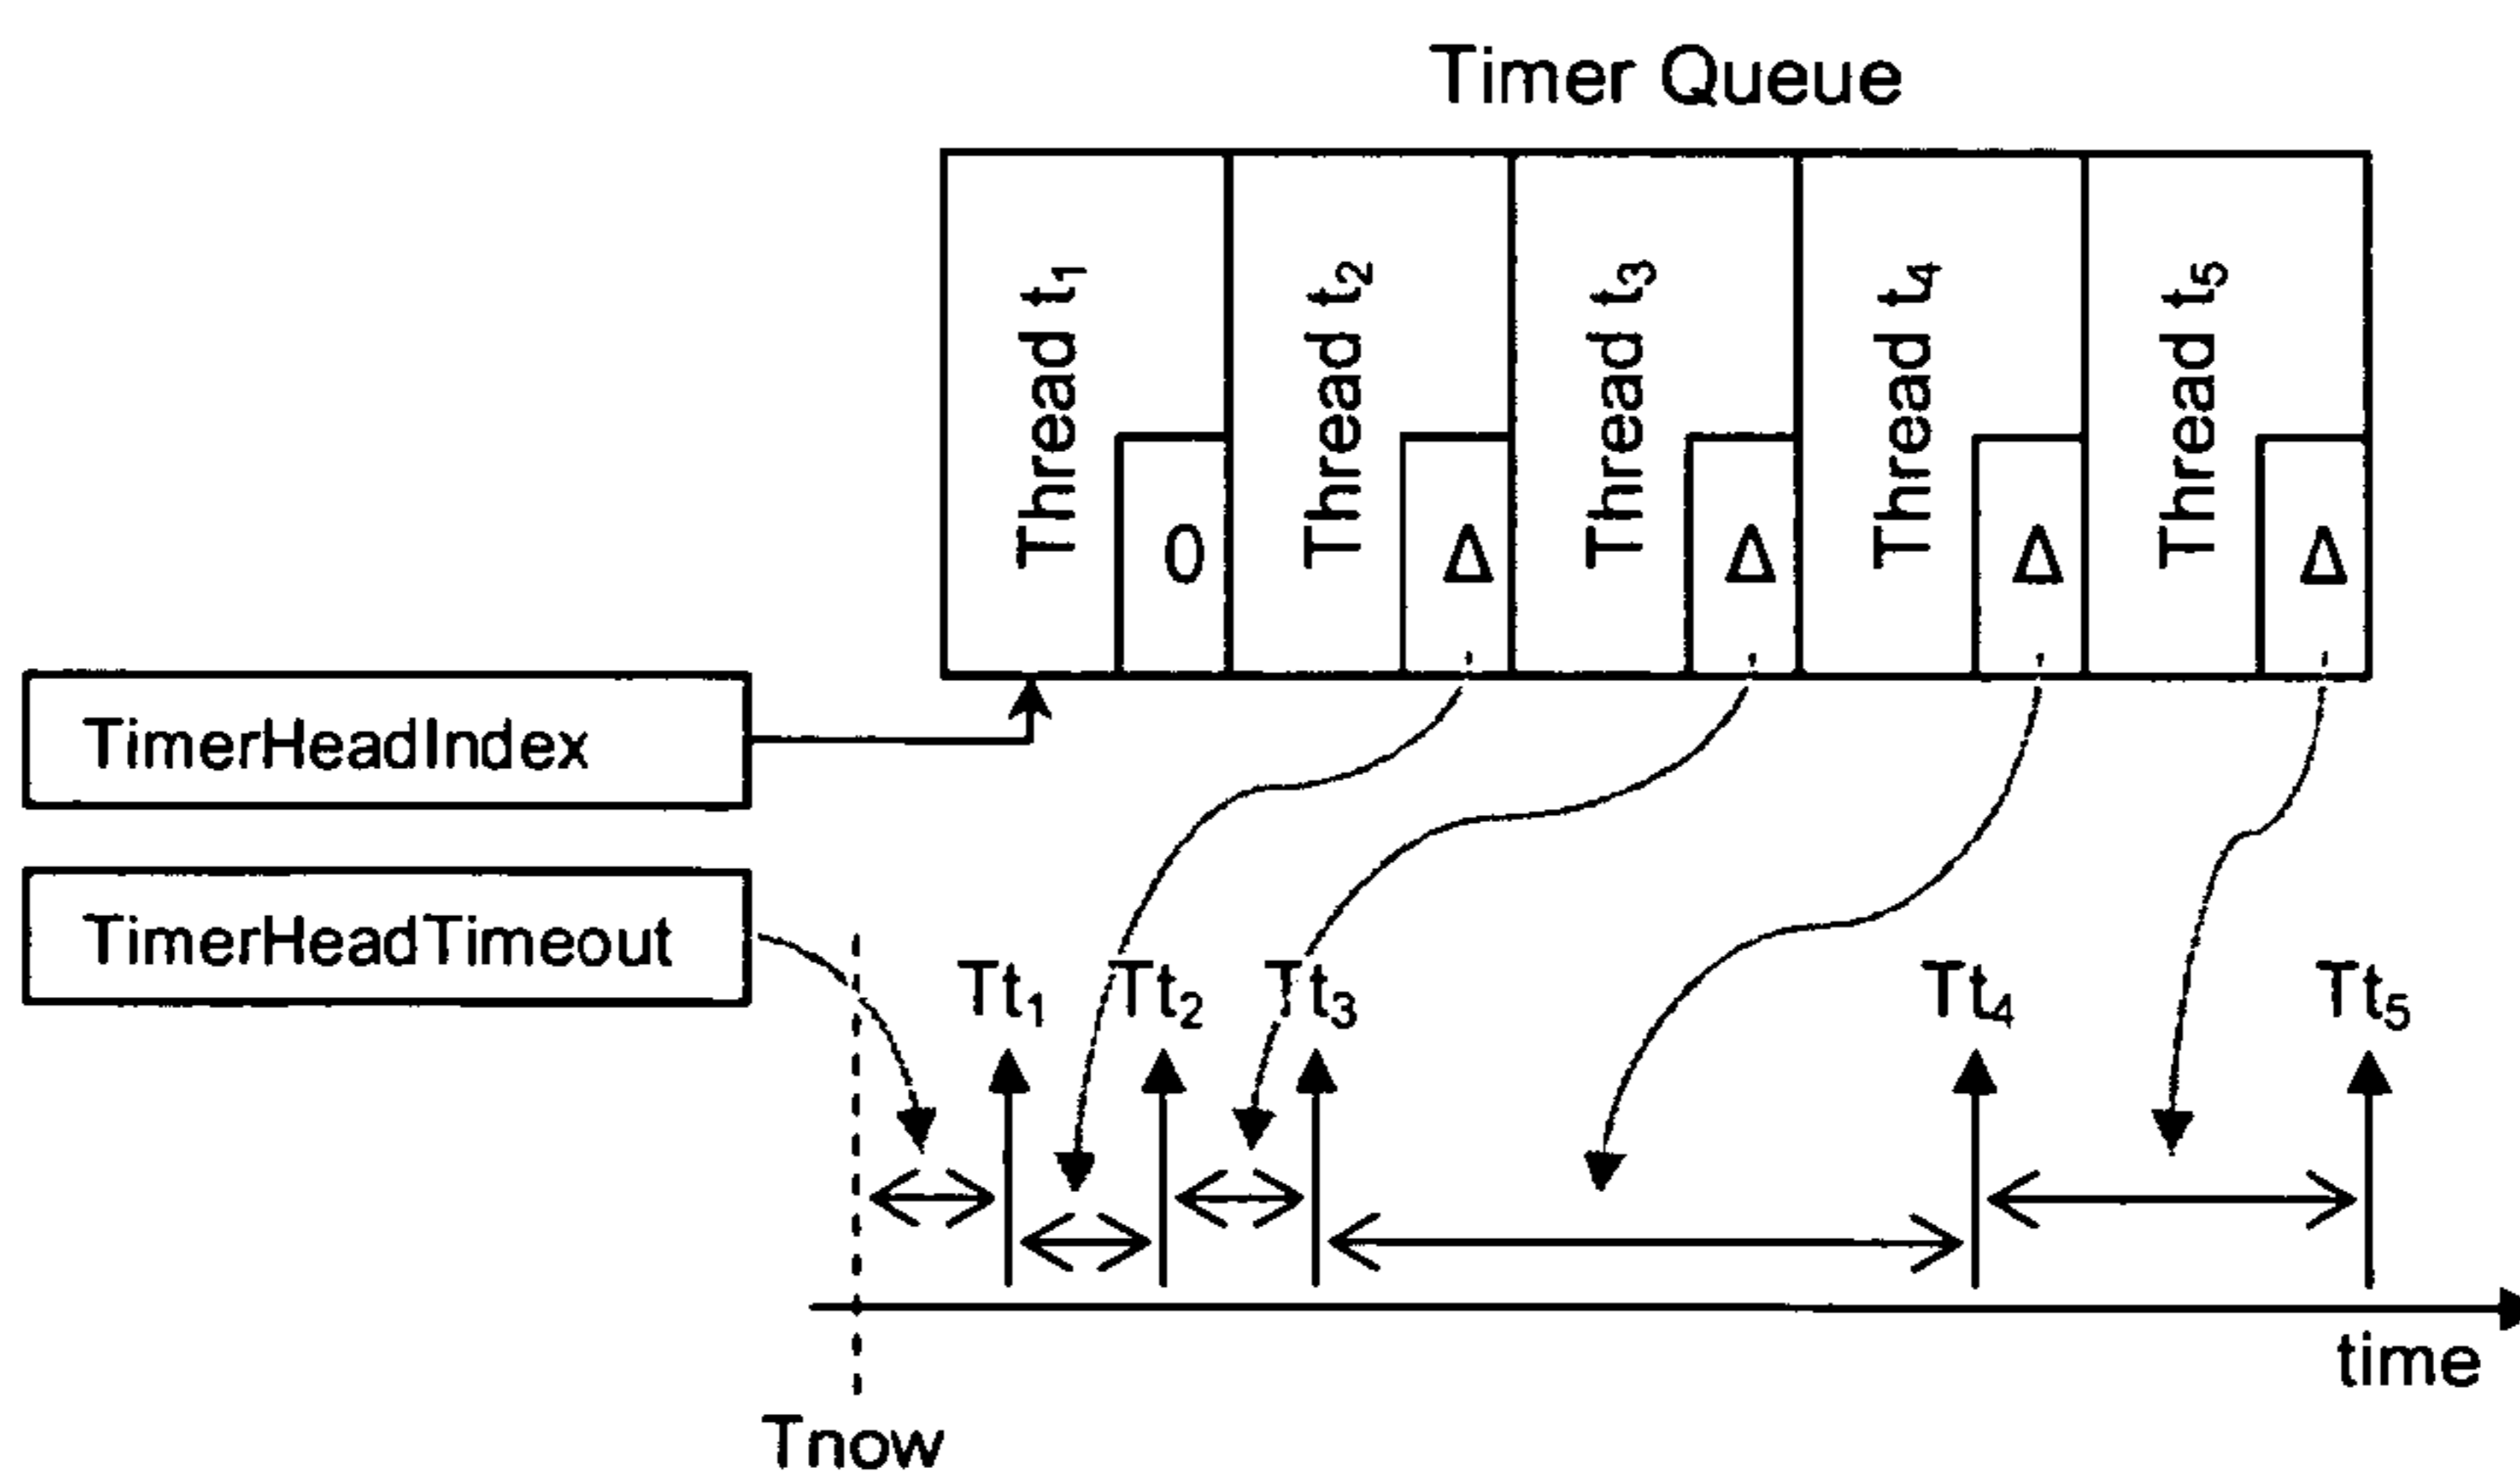 Timer Queue
Thread t₁
0
Thread t₂
Δ
Thread t₃
Δ
Thread t₄
Δ
Thread t₅
Δ
TimerHeadIndex
TimerHeadTimeout
Tt₁
Tt₂
Tt₃
Tt₄
Tt₅
time
Tnow